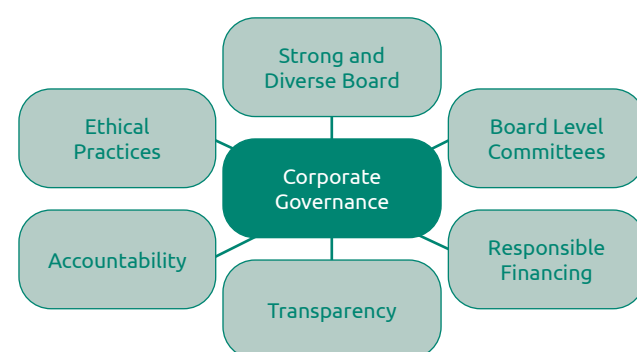 Strong and
Diverse Board
Ethical
Practices
Board Level
Committees
Corporate
Governance
Accountability
Responsible
Financing
Transparency